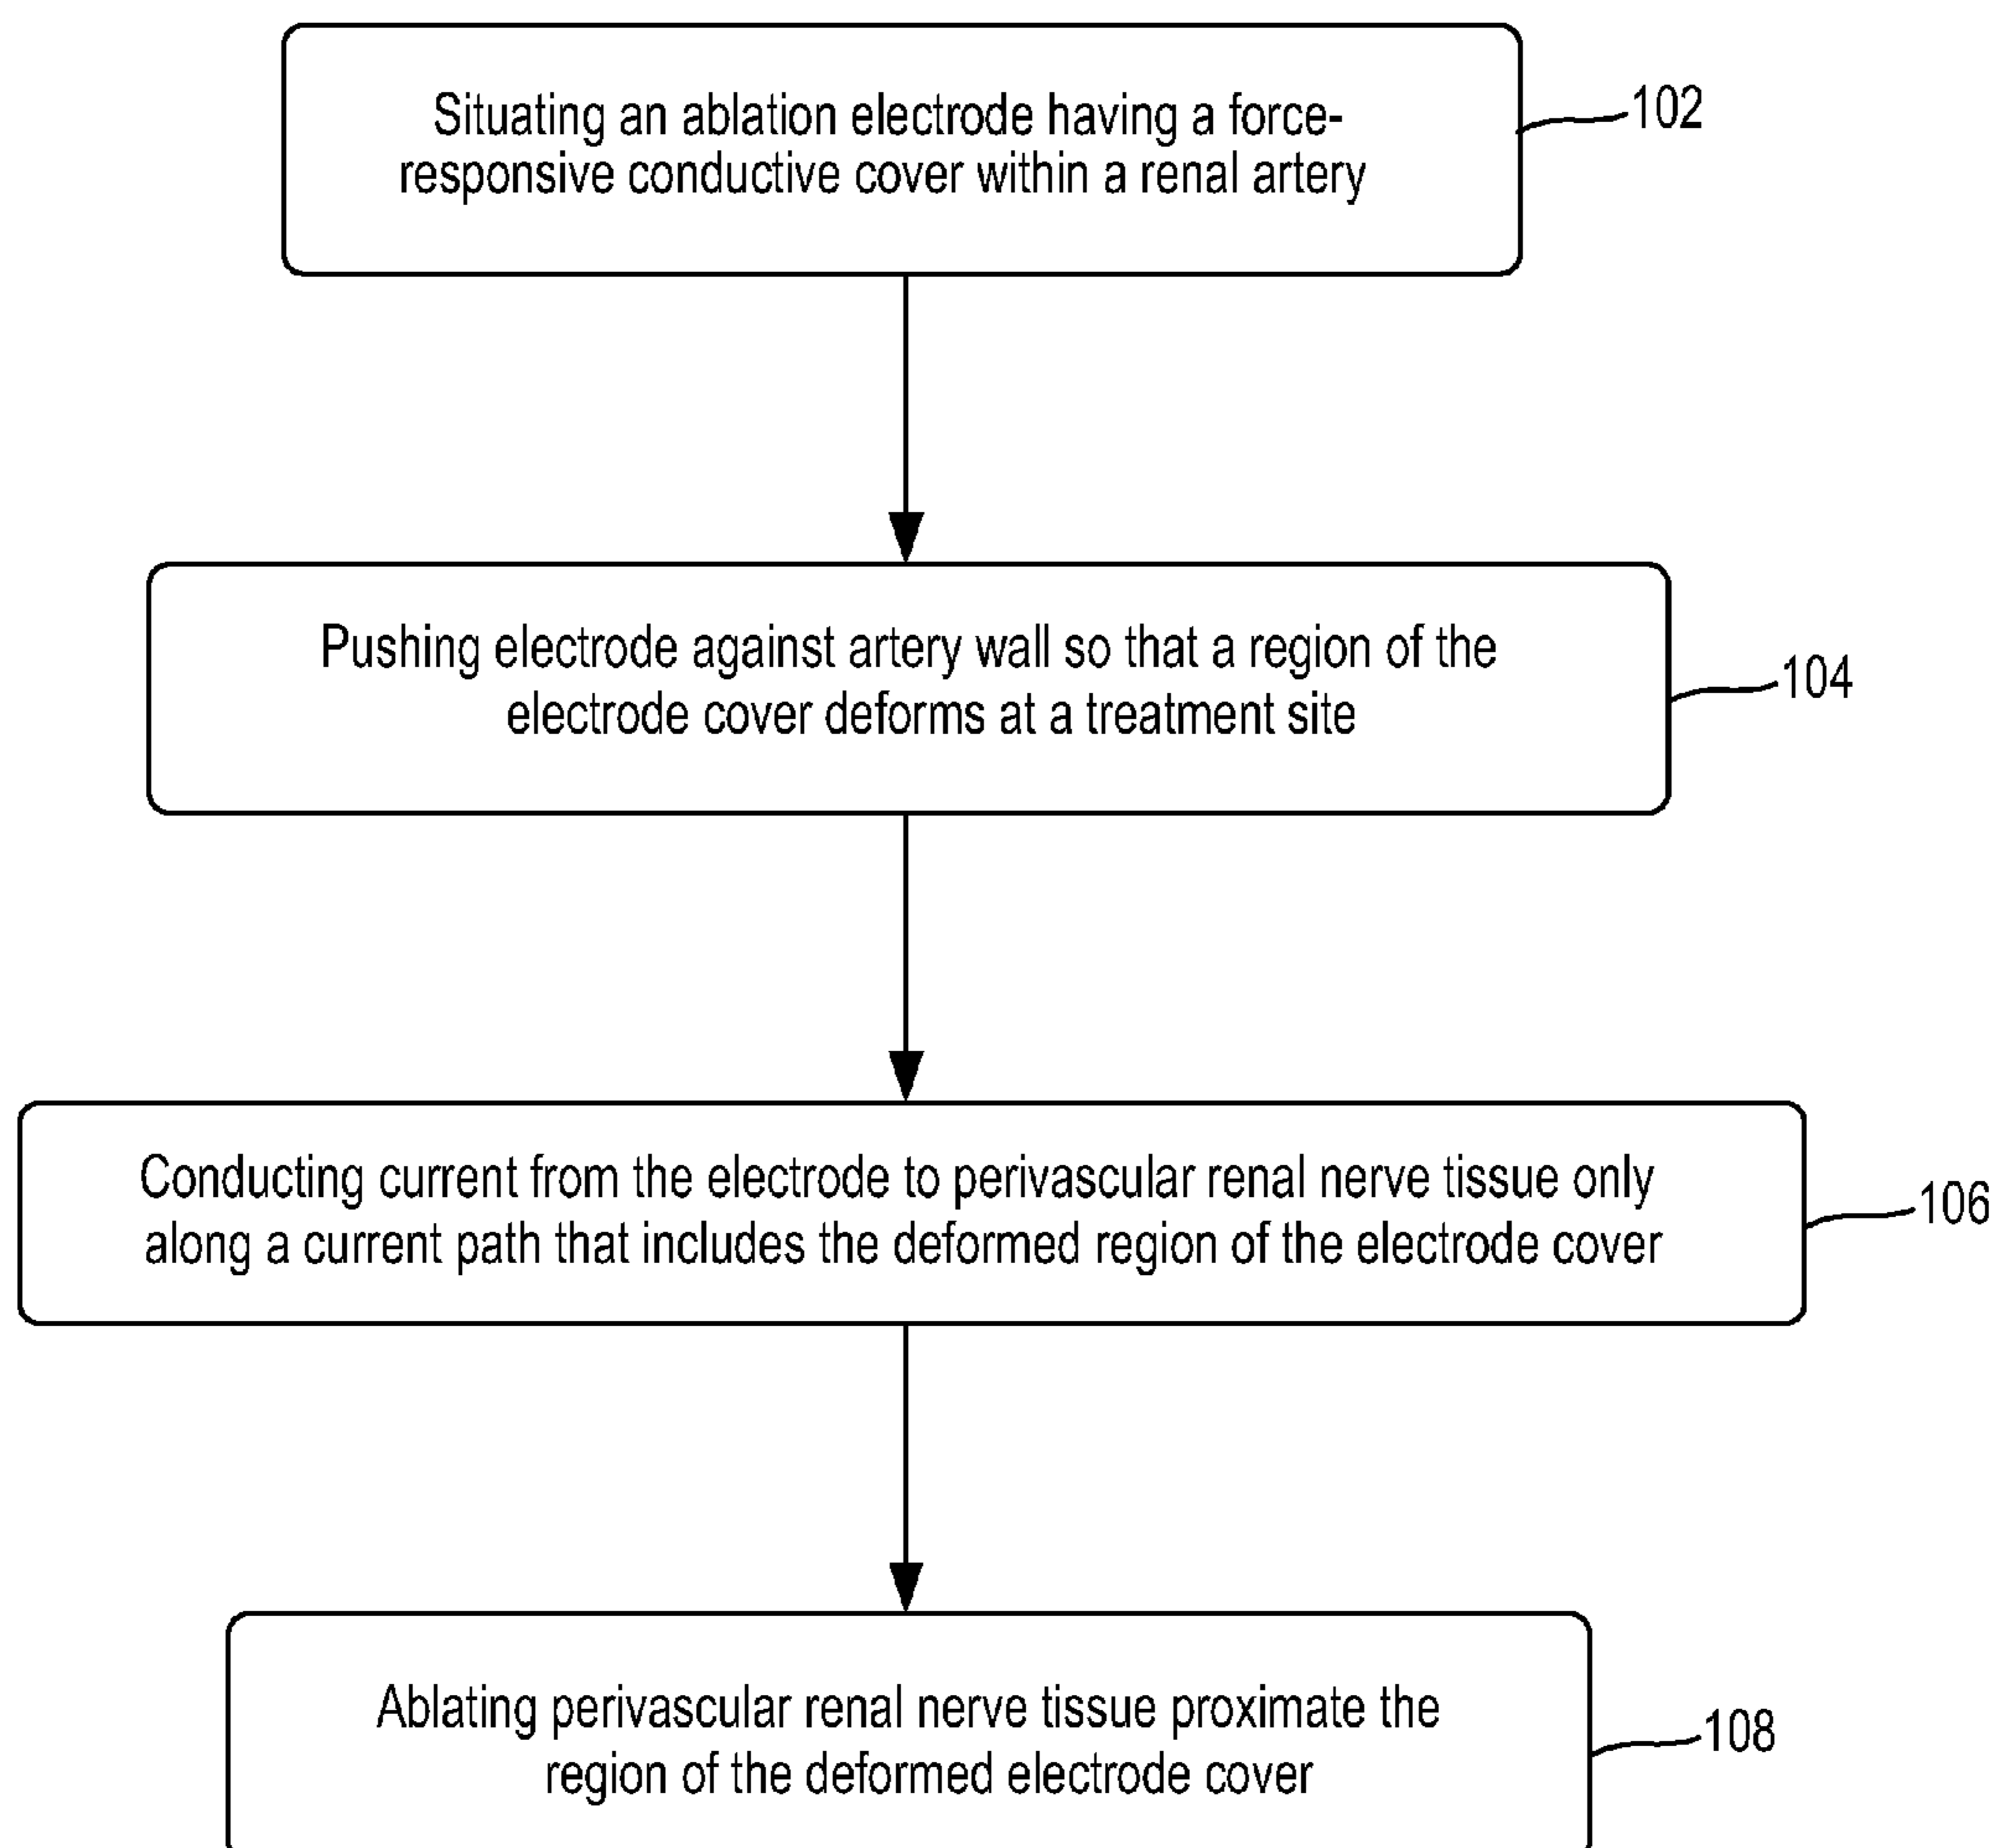 Situating an ablation electrode having a force-
responsive conductive cover within a renal artery
102
Pushing electrode against artery wall so that a region of the
electrode cover deforms at a treatment site
104
Conducting current from the electrode to perivascular renal nerve tissue only
along a current path that includes the deformed region of the electrode cover
106
Ablating perivascular renal nerve tissue proximate the
region of the deformed electrode cover
108